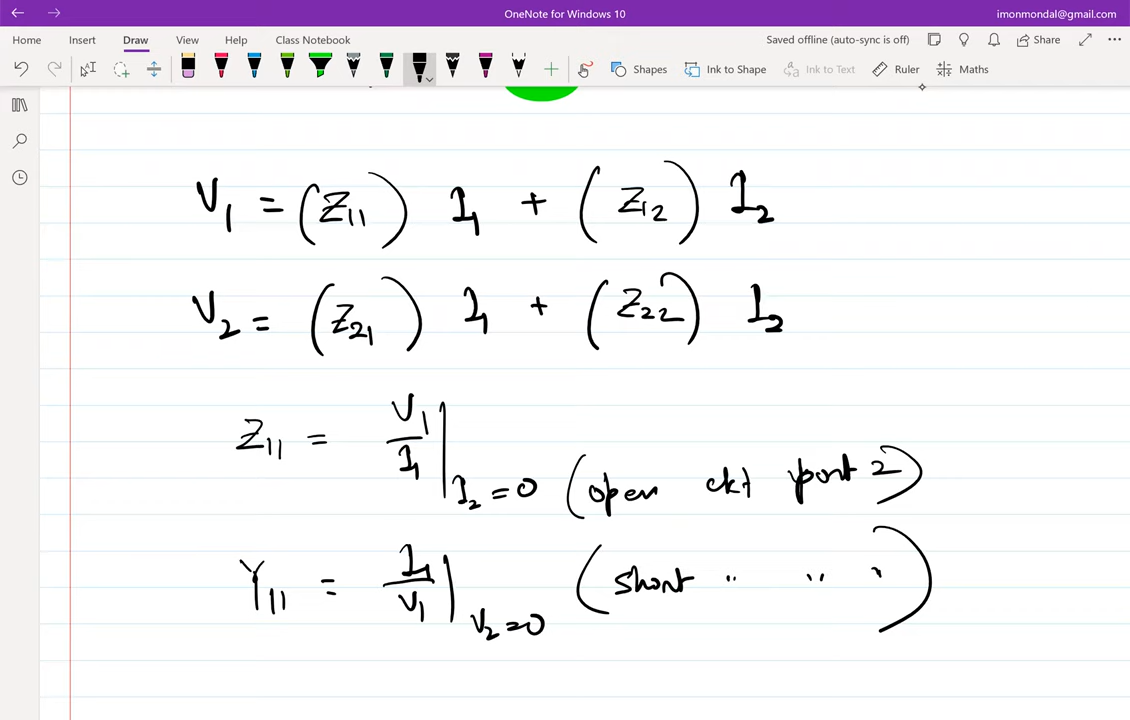 OneNote for Windows 10
imonmondal@gmail.com
Home Insert Draw View Help Class Notebook
Saved offline (auto-sync is off) Share
Shapes Ink to Shape Ink to Text Ruler Maths
V₁ = (Z₁₁) I₁ + (Z₁₂) I₂
V₂ = (Z₂₁) I₁ + (Z₂₂) I₂
Z₁₁ = V₁/I₁ |I₂ = 0 (open ckt port 2)
Y₁₁ = I₁/V₁ |V₂ = 0 (short " " ")